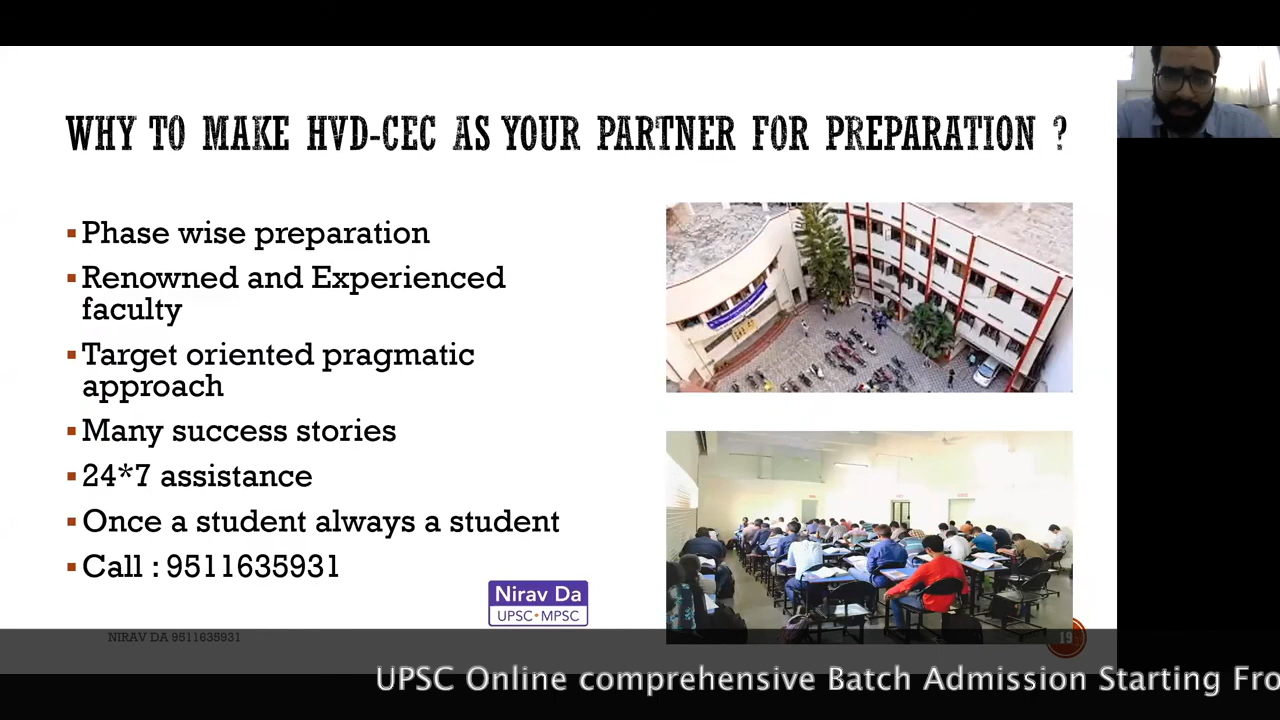 WHY TO MAKE HVD-CEC AS YOUR PARTNER FOR PREPARATION ?
Phase wise preparation
Renowned and Experienced
faculty
Target oriented pragmatic
approach
Many success stories
24*7 assistance
Once a student always a student
Call : 9511635931
Nirav Da
UPSC•MPSC
NIRAV DA 9511635931
19
UPSC Online comprehensive Batch Admission Starting Fro